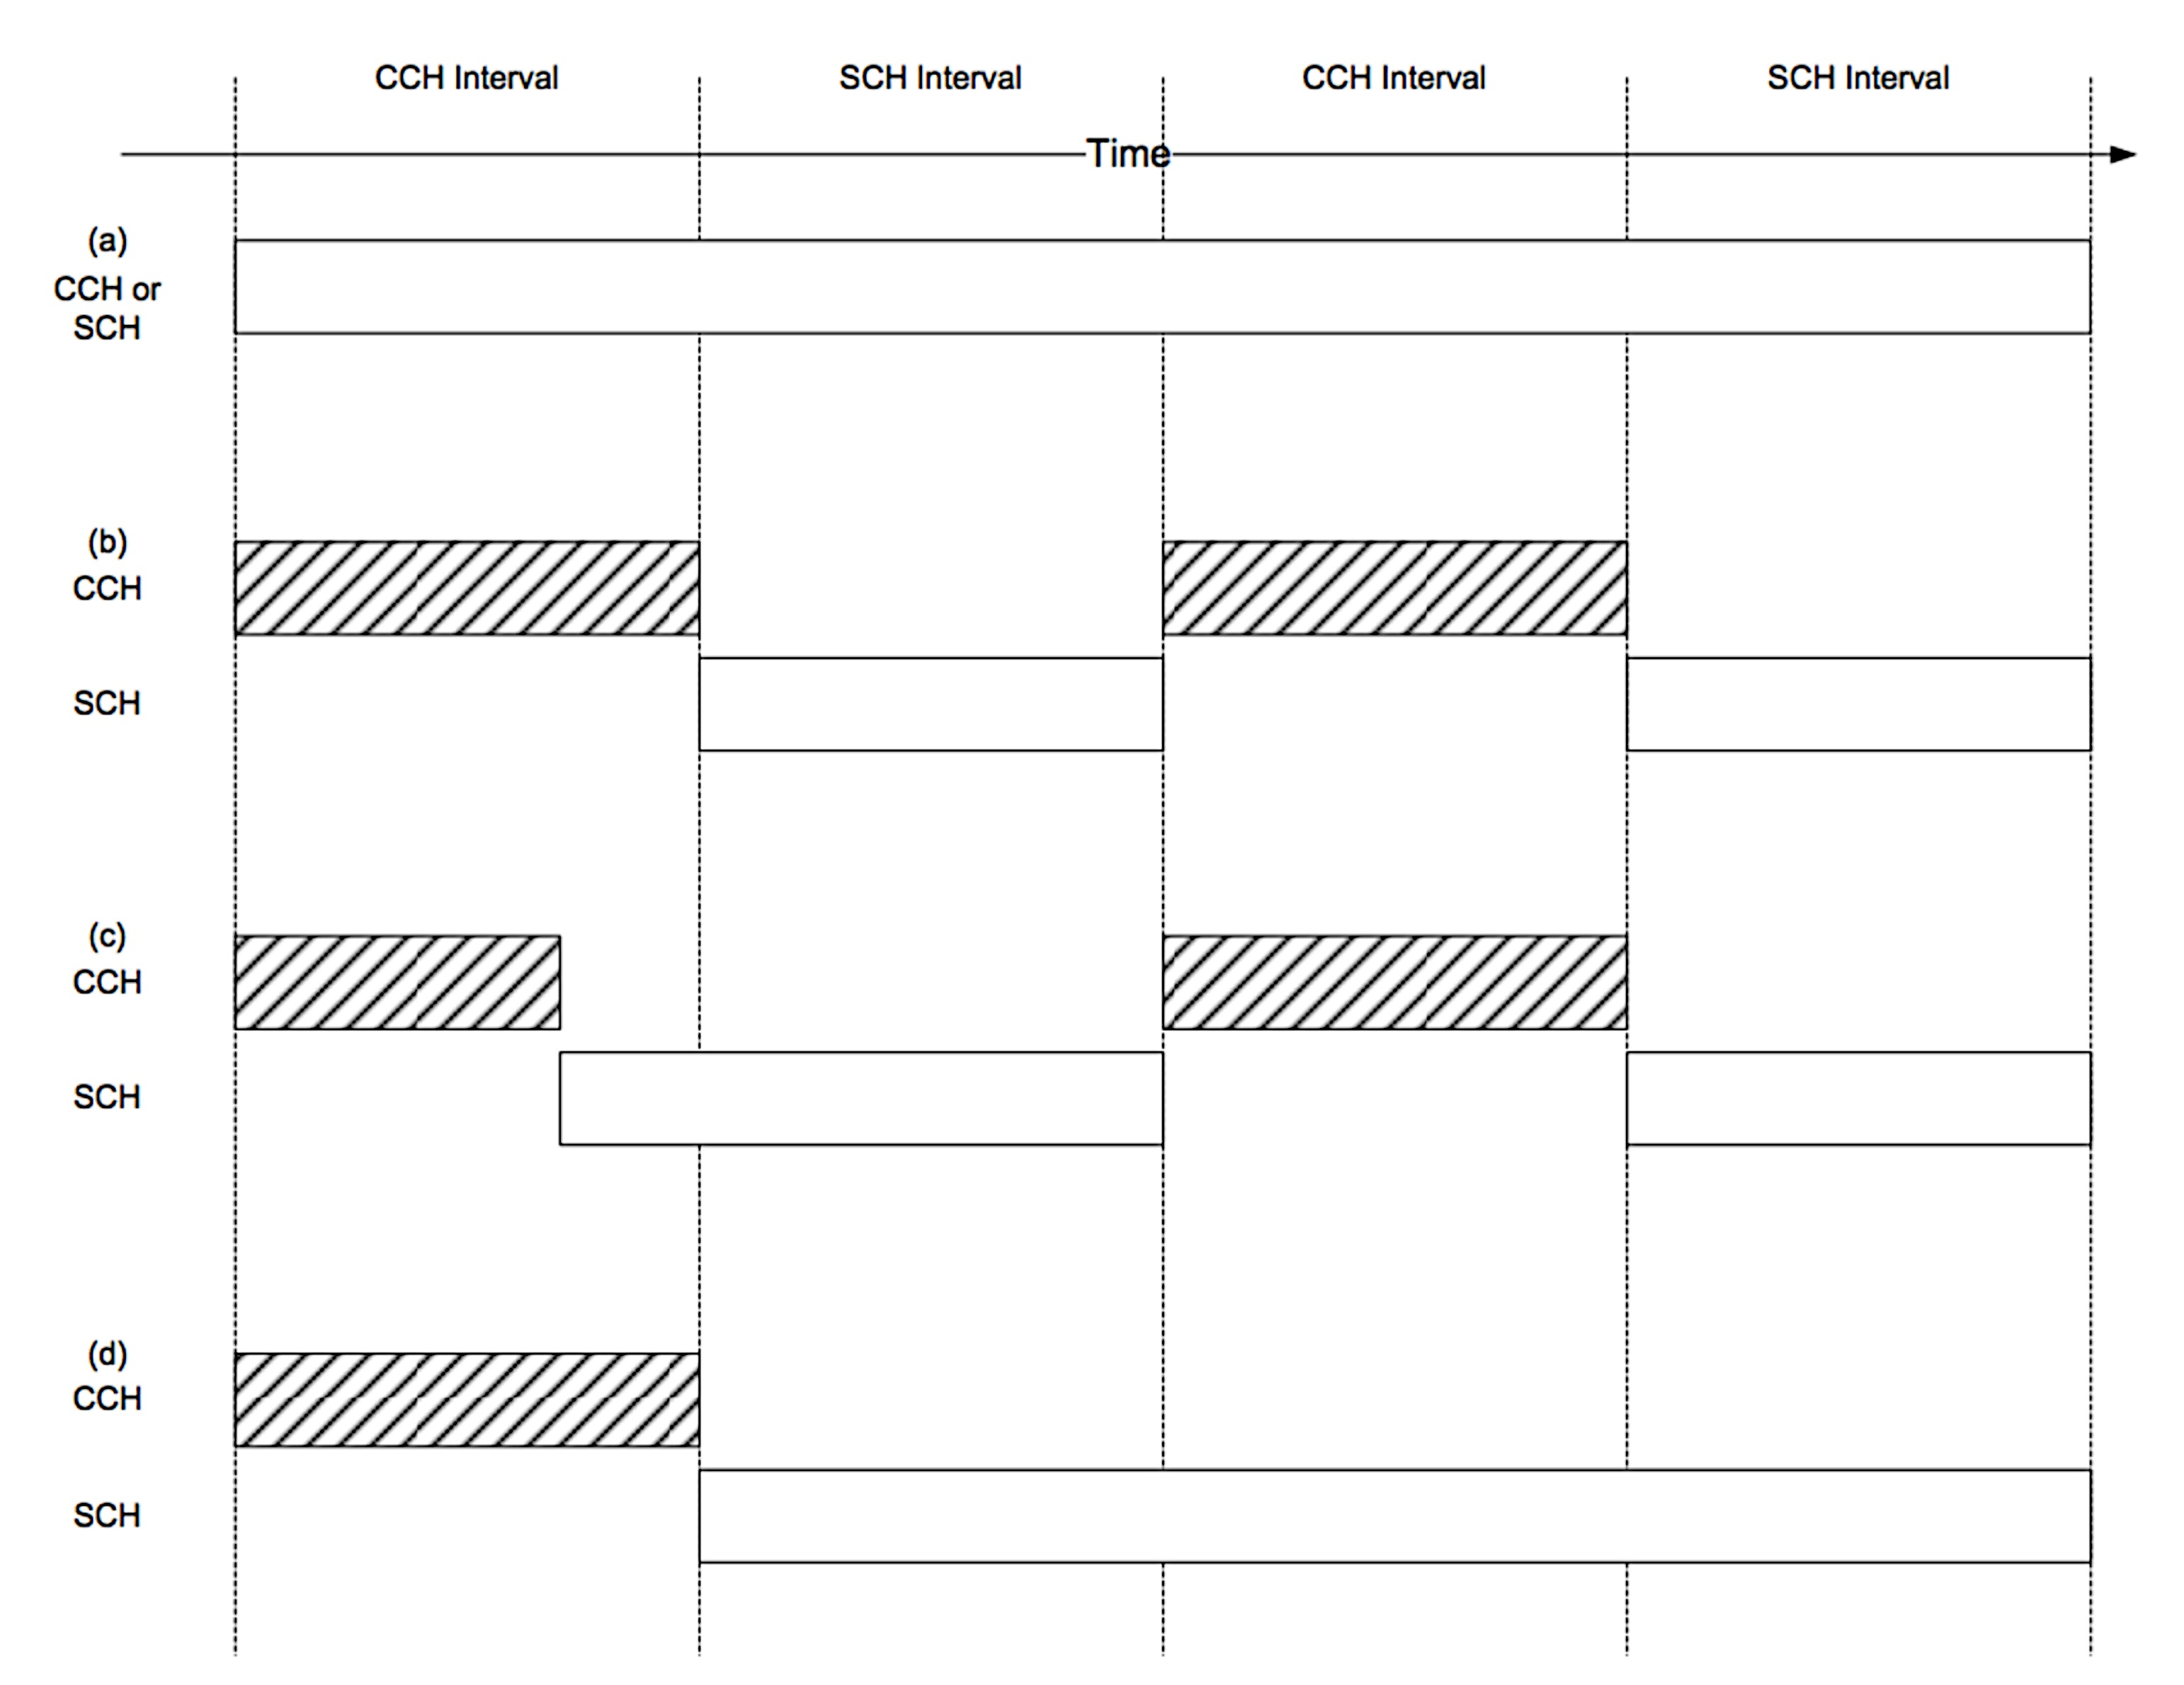 CCH Interval
SCH Interval
CCH Interval
SCH Interval
Time
(a)
CCH or
SCH
(b)
CCH
SCH
(c)
CCH
SCH
(d)
CCH
SCH